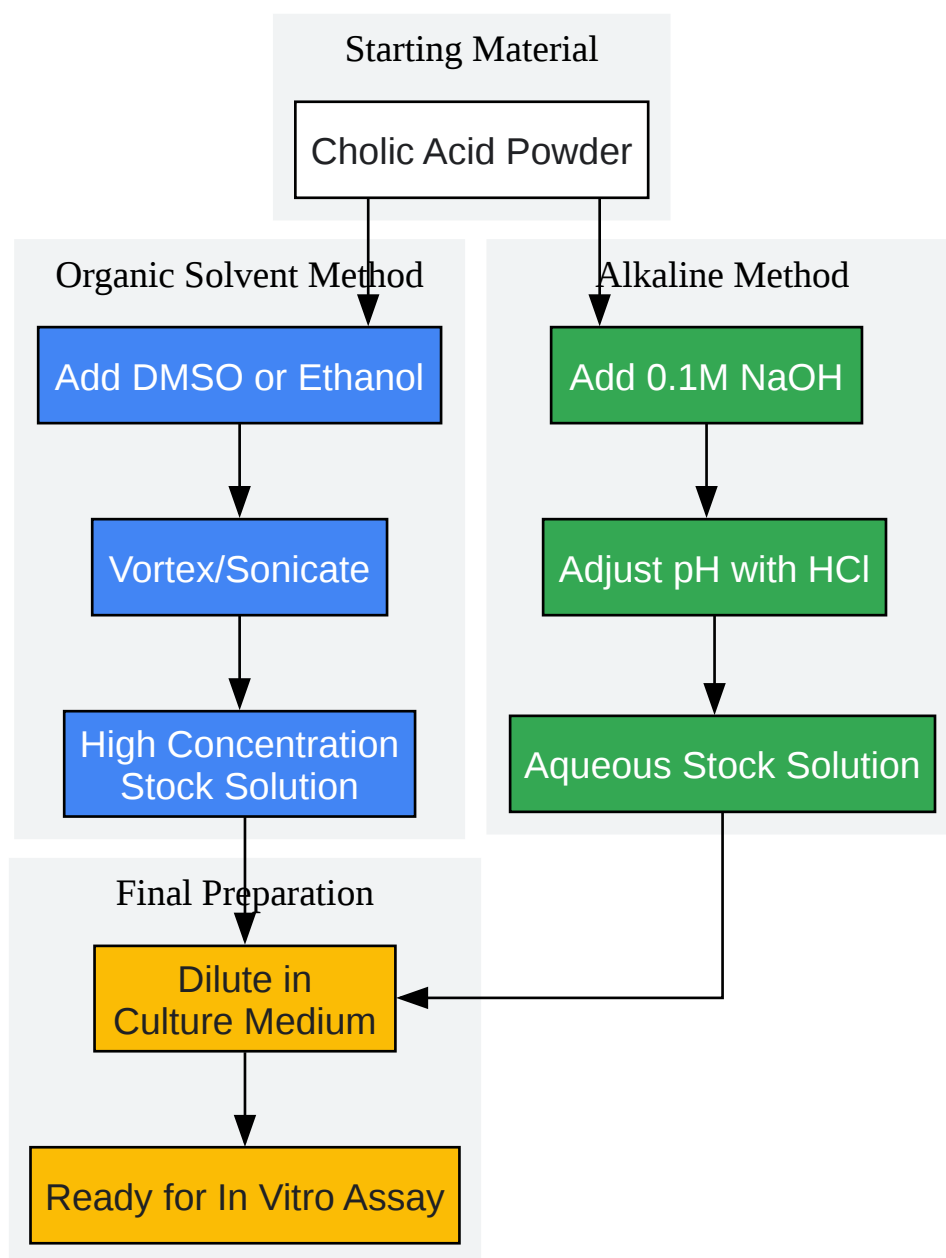 Starting Material
Cholic Acid Powder
Organic Solvent Method
Add DMSO or Ethanol
Vortex/Sonicate
High Concentration
Stock Solution
Alkaline Method
Add 0.1M NaOH
Adjust pH with HCl
Aqueous Stock Solution
Final Preparation
Dilute in
Culture Medium
Ready for In Vitro Assay